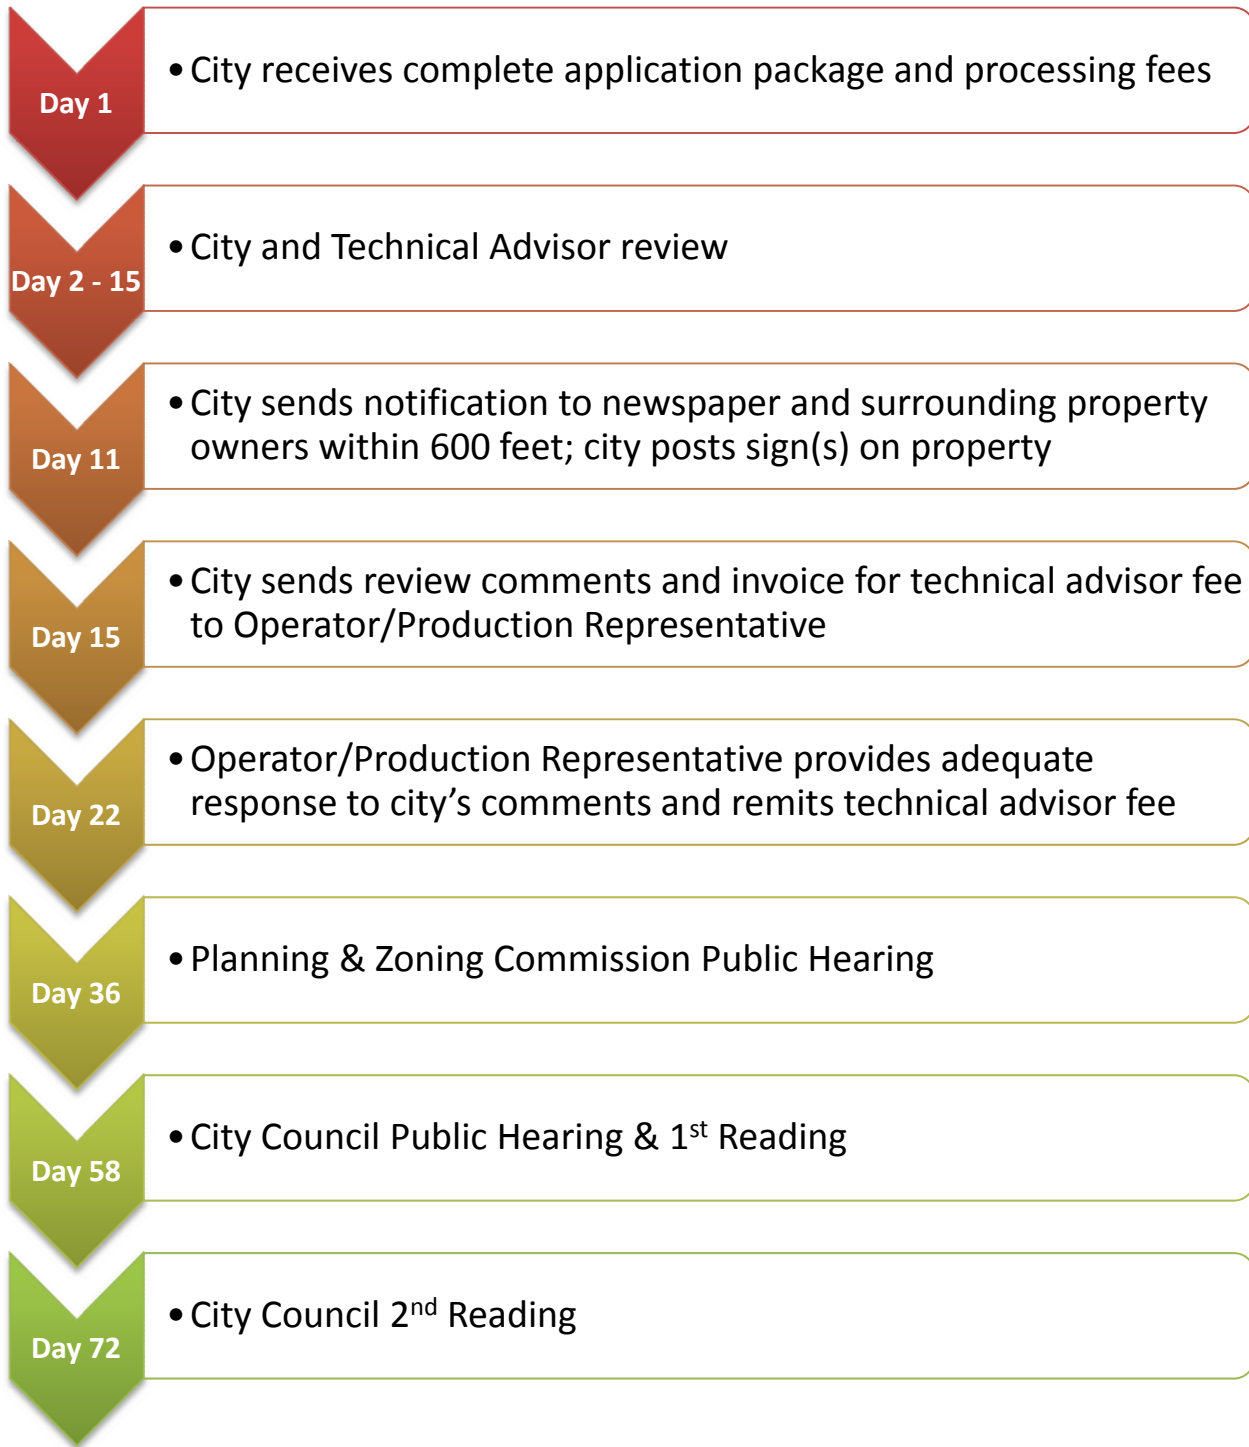 Day 1
•City receives complete application package and processing fees
Day 2 - 15
•City and Technical Advisor review
Day 11
•City sends notification to newspaper and surrounding property
owners within 600 feet; city posts sign(s) on property
Day 15
•City sends review comments and invoice for technical advisor fee
to Operator/Production Representative
Day 22
•Operator/Production Representative provides adequate
response to city’s comments and remits technical advisor fee
Day 36
•Planning & Zoning Commission Public Hearing
Day 58
•City Council Public Hearing & 1st Reading
Day 72
•City Council 2nd Reading